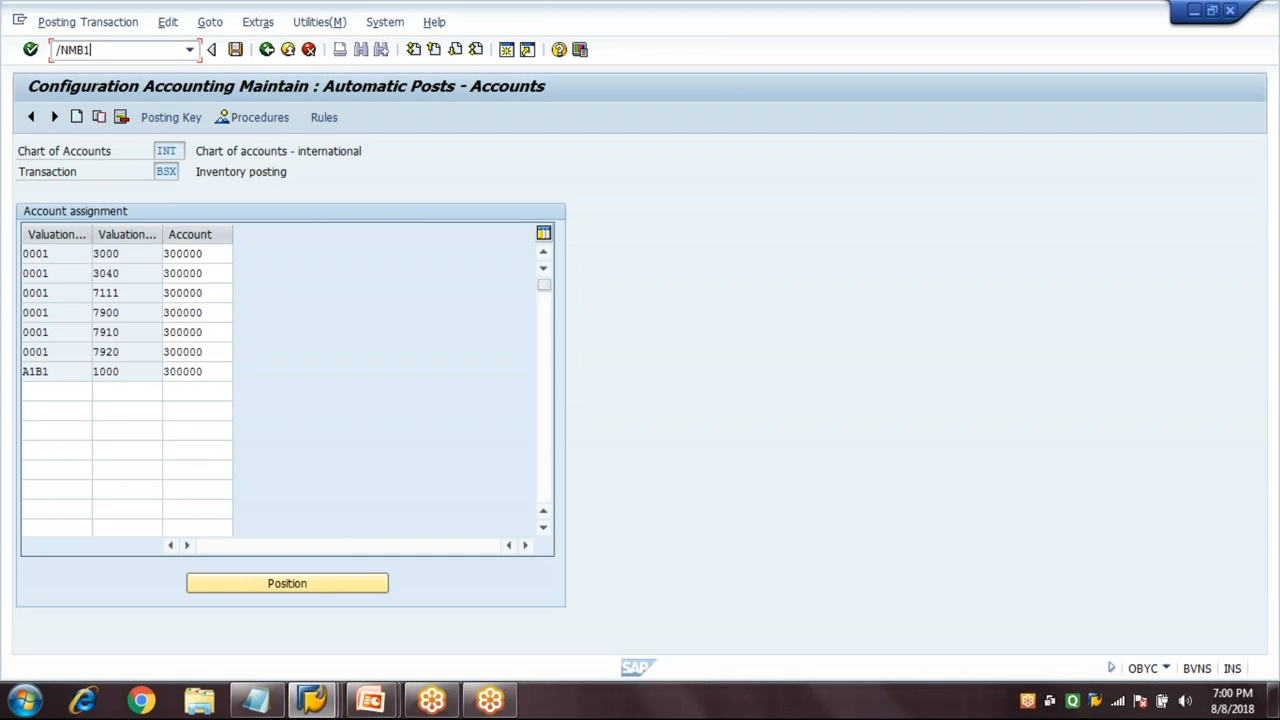 Posting Transaction Edit Goto Extras Utilities(M) System Help
/NMB1
Configuration Accounting Maintain : Automatic Posts - Accounts
Posting Key Procedures Rules
Chart of Accounts INT Chart of accounts - international
Transaction BSX Inventory posting
Account assignment
Valuation... Valuation... Account
0001 3000 300000
0001 3040 300000
0001 7111 300000
0001 7900 300000
0001 7910 300000
0001 7920 300000
A1B1 1000 300000
Position
SAP OBYC BVNS INS
7:00 PM
8/8/2018